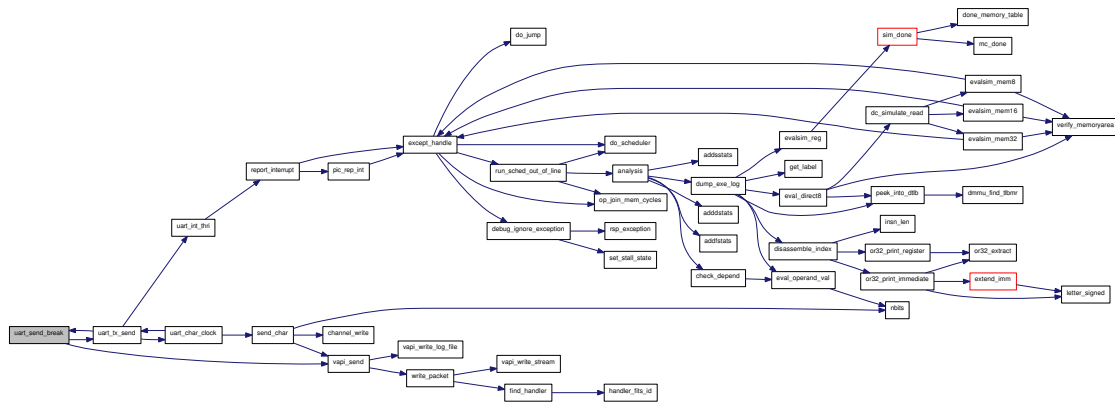 done_memory_table
sim_done
do_jump
mc_done
evalsim_mem8
dc_simulate_read
evalsim_mem16
verify_memoryarea
evalsim_reg
except_handle
do_scheduler
evalsim_mem32
addsstats
report_interrupt
pic_rep_int
run_sched_out_of_line
analysis
get_label
dump_exe_log
eval_direct8
peek_into_dtlb
dmmu_find_tlbmr
op_join_mem_cycles
adddstats
uart_int_thri
insn_len
debug_ignore_exception
rsp_exception
addfstats
disassemble_index
or32_print_register
or32_extract
set_stall_state
check_depend
eval_operand_val
or32_print_immediate
extend_imm
letter_signed
nbits
uart_send_break
uart_tx_send
uart_char_clock
send_char
channel_write
vapi_write_log_file
vapi_send
vapi_write_stream
write_packet
find_handler
handler_fits_id